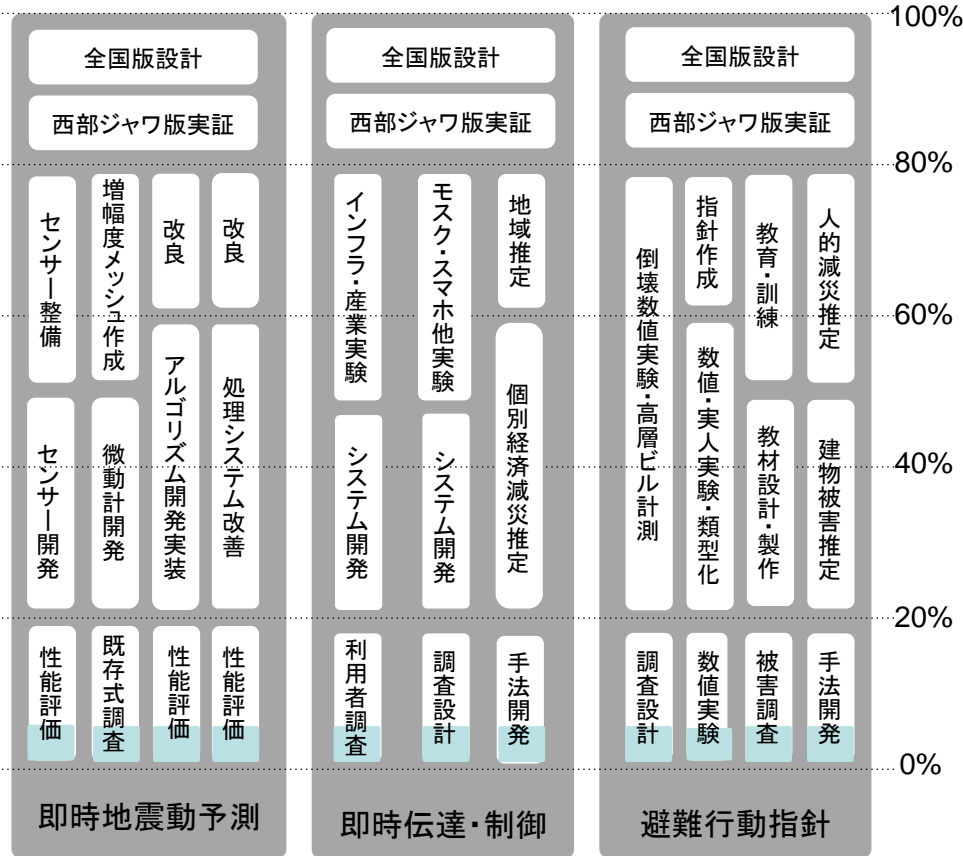 100%
全国版設計
全国版設計
全国版設計
西部ジャワ版実証
西部ジャワ版実証
西部ジャワ版実証
80%
センサー整備
増幅度メッシュ作成
改良
改良
インフラ・産業実験
モスク・スマホ他実験
地域推定
倒壊数値実験・高層ビル計測
指針作成
教育・訓練
人的減災推定
60%
センサー開発
微動計開発
アルゴリズム開発実装
処理システム改善
システム開発
システム開発
個別経済減災推定
数値・実人実験・類型化
教材設計・製作
建物被害推定
40%
20%
性能評価
既存式調査
性能評価
性能評価
利用者調査
調査設計
手法開発
調査設計
数値実験
被害調査
手法開発
0%
即時地震動予測
即時伝達・制御
避難行動指針